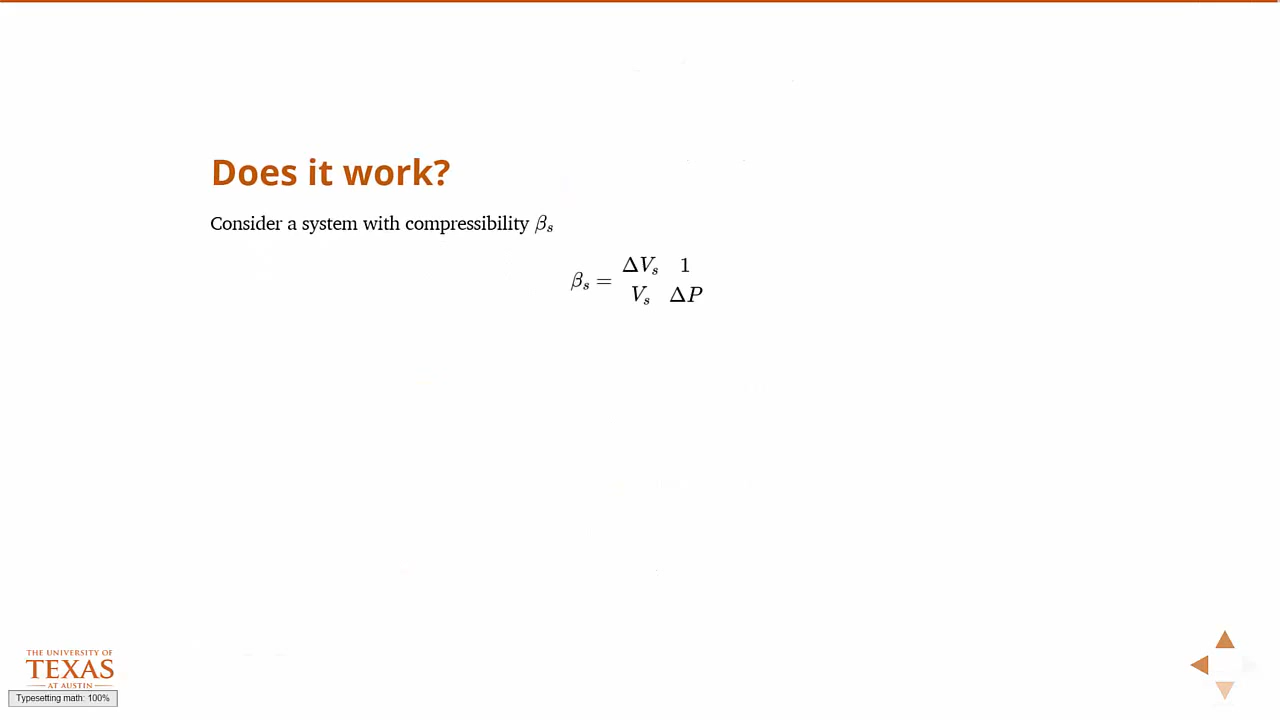 Does it work?
Consider a system with compressibility βₛ
βₛ = ΔVₛ/Vₛ 1/ΔP
THE UNIVERSITY OF
TEXAS
AT AUSTIN
Typesetting math: 100%